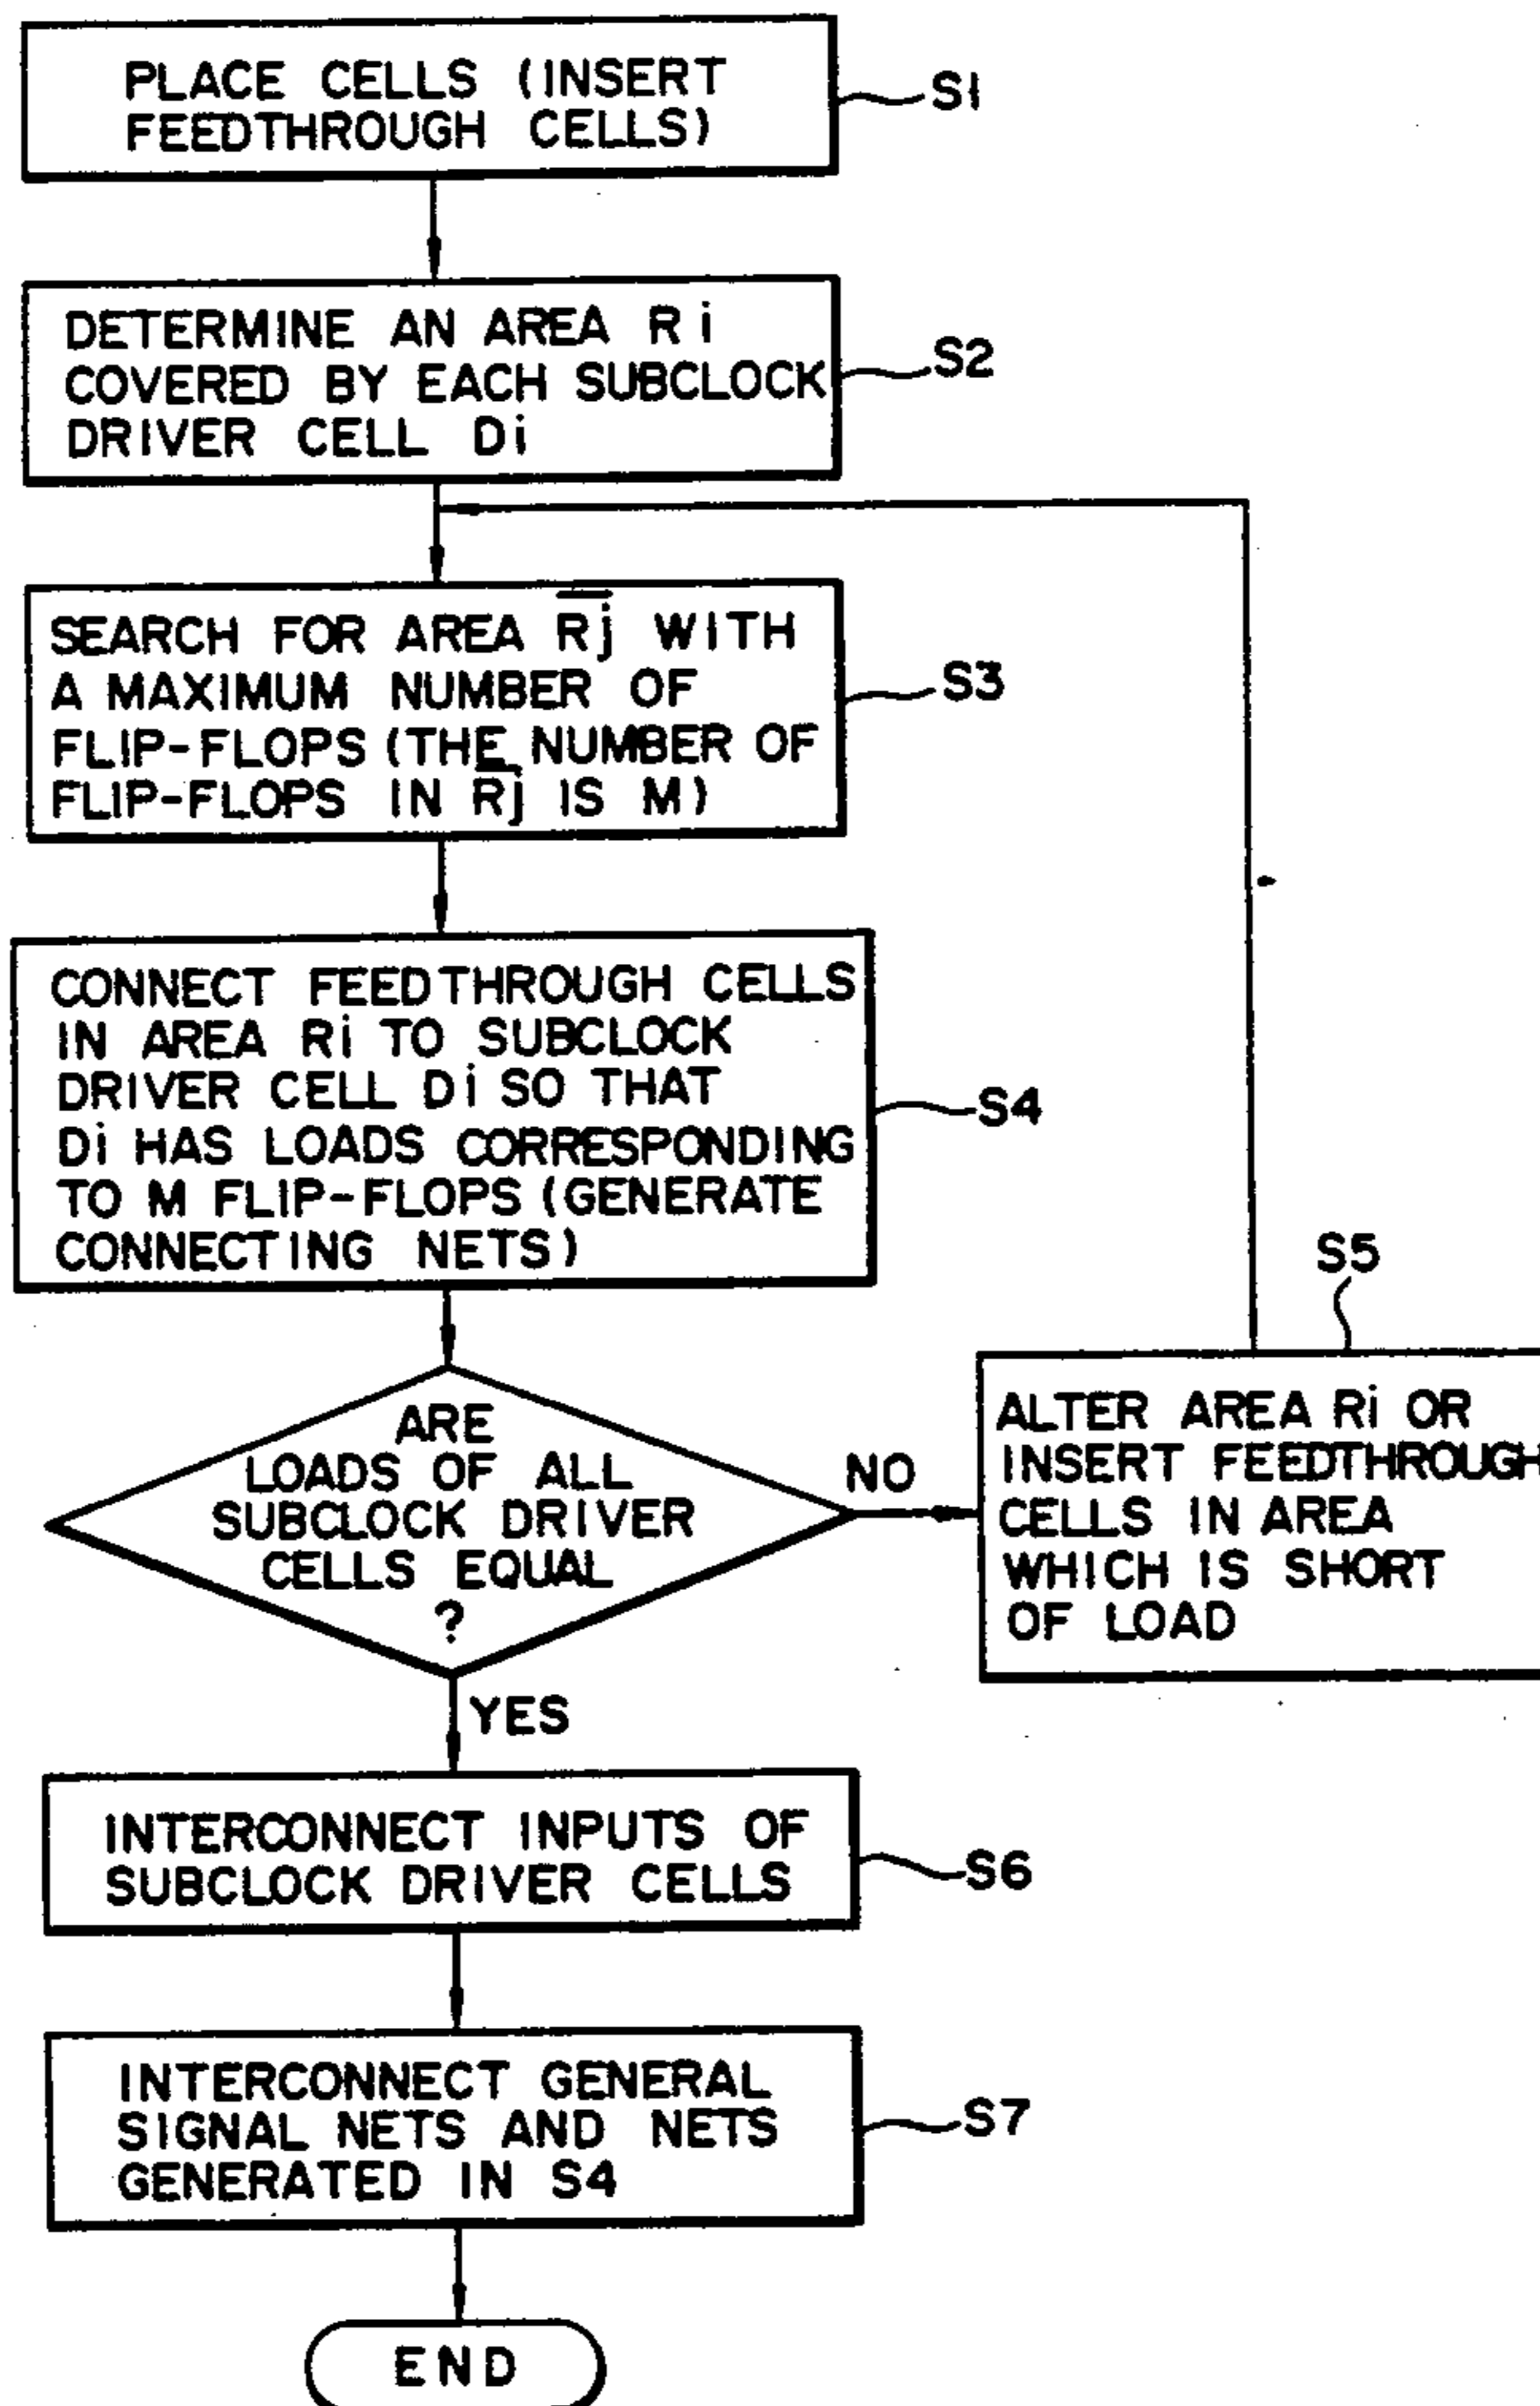 PLACE CELLS (INSERT
FEEDTHROUGH CELLS)
S1
DETERMINE AN AREA Ri
COVERED BY EACH SUBCLOCK
DRIVER CELL Di
S2
SEARCH FOR AREA R̅j̅ WITH
A MAXIMUM NUMBER OF
FLIP-FLOPS (THE NUMBER OF
FLIP-FLOPS IN R̅j̅ IS M)
S3
CONNECT FEEDTHROUGH CELLS
IN AREA Ri TO SUBCLOCK
DRIVER CELL Di SO THAT
Di HAS LOADS CORRESPONDING
TO M FLIP-FLOPS (GENERATE
CONNECTING NETS)
S4
ARE
LOADS OF ALL
SUBCLOCK DRIVER
CELLS EQUAL
?
NO
S5
ALTER AREA Ri OR
INSERT FEEDTHROUGH
CELLS IN AREA
WHICH IS SHORT
OF LOAD
YES
INTERCONNECT INPUTS OF
SUBCLOCK DRIVER CELLS
S6
INTERCONNECT GENERAL
SIGNAL NETS AND NETS
GENERATED IN S4
S7
END